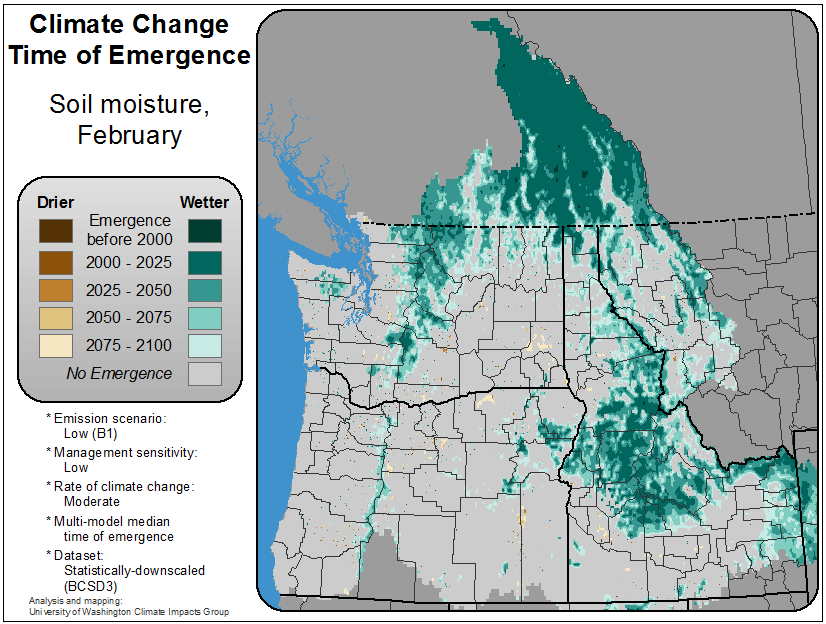 Climate Change
Time of Emergence
Soil moisture,
February
Drier Wetter
Emergence
before 2000
2000 - 2025
2025 - 2050
2050 - 2075
2075 - 2100
No Emergence
* Emission scenario:
Low (B1)
* Management sensitivity:
Low
* Rate of climate change:
Moderate
* Multi-model median
time of emergence
* Dataset:
Statistically-downscaled
(BCSD3)
Analysis and mapping:
University of Washington Climate Impacts Group